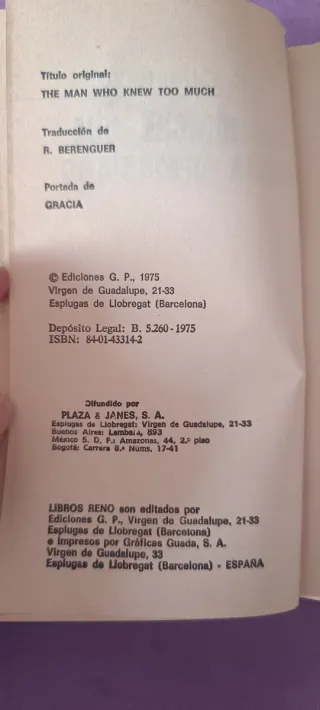 Título original:
THE MAN WHO KNEW TOO MUCH
Traducción de
R. BERENGUER
Portada de
GRACIA
© Ediciones G. P., 1975
Virgen de Guadalupe, 21-33
Esplugas de Llobregat (Barcelona)
Depósito Legal: B. 5.260-1975
ISBN: 84-01-43314-2
Difundido por
PLAZA & JANES, S. A.
Esplugas de Llobregat: Virgen de Guadalupe, 21-33
Buenos Aires: Lambare, 893
México 5. D. F.: Amazonas, 44, 2.º piso
Bogotá: Carrera 8.ª Núms. 17-41
LIBROS RENO son editados por
Ediciones G. P., Virgen de Guadalupe, 21-33
Esplugas de Llobregat (Barcelona)
e impresos por Gráficas Guada, S. A.
Virgen de Guadalupe, 33
Esplugas de Llobregat (Barcelona) - ESPAÑA